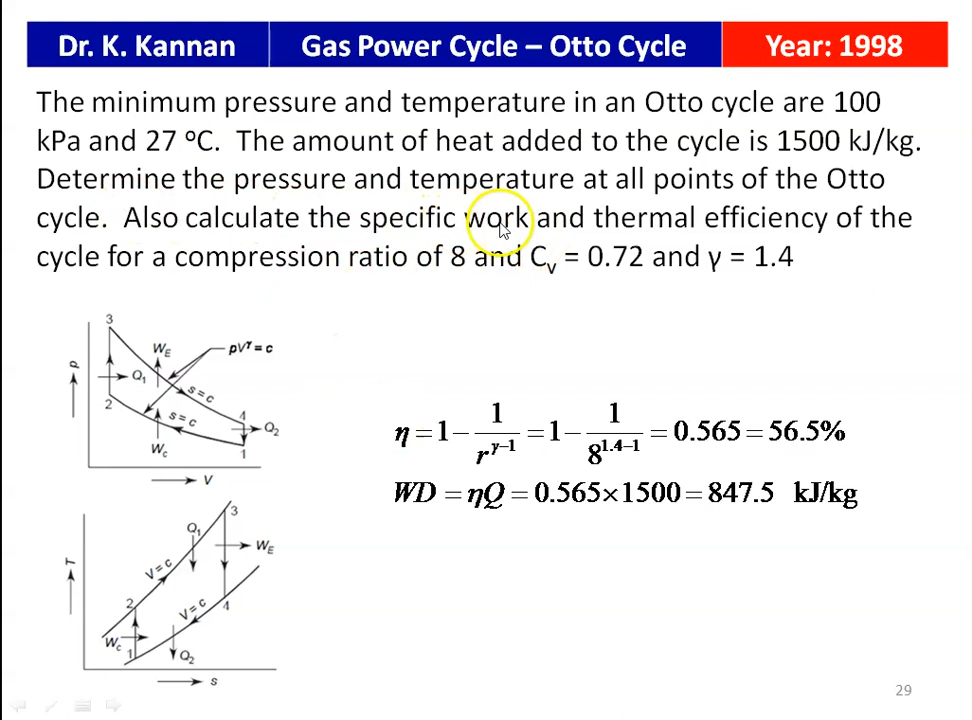 Dr. K. Kannan
Gas Power Cycle – Otto Cycle
Year: 1998
The minimum pressure and temperature in an Otto cycle are 100
kPa and 27 °C. The amount of heat added to the cycle is 1500 kJ/kg.
Determine the pressure and temperature at all points of the Otto
cycle. Also calculate the specific work and thermal efficiency of the
cycle for a compression ratio of 8 and Cv = 0.72 and γ = 1.4
3
WE
pVγ = c
p
Q1
s = c
2
s = c
4
Q2
Wc
1
V
η = 1 − 1/r^(γ−1) = 1 − 1/8^(1.4−1) = 0.565 = 56.5%
WD = ηQ = 0.565×1500 = 847.5 kJ/kg
3
Q1
WE
T
V = c
2
V = c
4
Wc
1
Q2
s
29